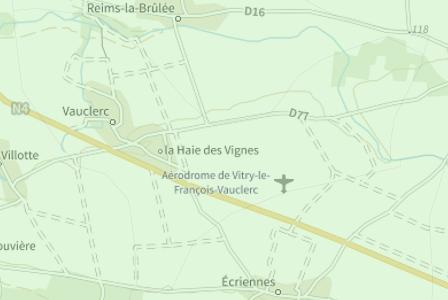 Reims-la-Brûlée
D16
118
N4
Vauclerc
D77
la Haie des Vignes
Villotte
Aérodrome de Vitry-le-
François-Vauclerc
ouvière
Écriennes